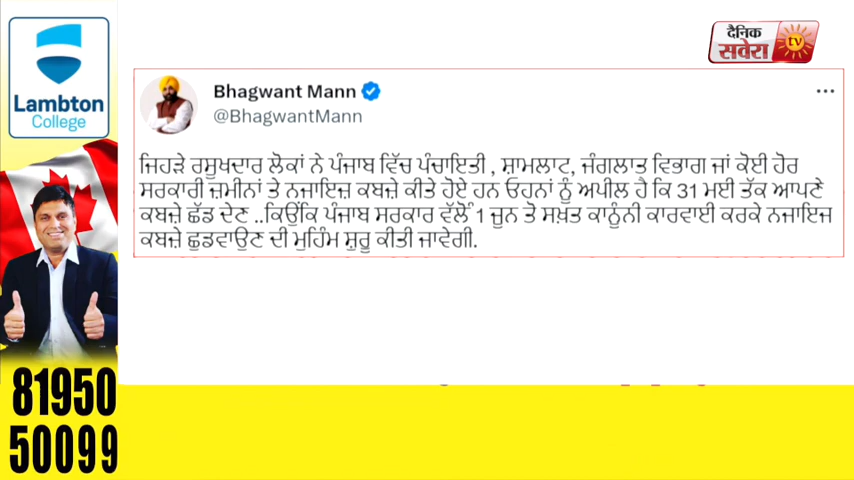 Lambton
College
ਦੈਨਿਕ
ਸਵੇਰਾ tv
Bhagwant Mann
@BhagwantMann
ਜਿਹੜੇ ਰਸੂਖਦਾਰ ਲੋਕਾਂ ਨੇ ਪੰਜਾਬ ਵਿੱਚ ਪੰਚਾਇਤੀ , ਸ਼ਾਮਲਾਟ, ਜੰਗਲਾਤ ਵਿਭਾਗ ਜਾਂ ਕੋਈ ਹੋਰ
ਸਰਕਾਰੀ ਜ਼ਮੀਨਾਂ ਤੇ ਨਜਾਇਜ਼ ਕਬਜ਼ੇ ਕੀਤੇ ਹੋਏ ਹਨ ਓਹਨਾਂ ਨੂੰ ਅਪੀਲ ਹੈ ਕਿ 31 ਮਈ ਤੱਕ ਆਪਣੇ
ਕਬਜ਼ੇ ਛੱਡ ਦੇਣ ..ਕਿਉਂਕਿ ਪੰਜਾਬ ਸਰਕਾਰ ਵੱਲੋਂ 1 ਜੂਨ ਤੋਂ ਸਖ਼ਤ ਕਾਨੂੰਨੀ ਕਾਰਵਾਈ ਕਰਕੇ ਨਜਾਇਜ
ਕਬਜ਼ੇ ਛੁਡਵਾਉਣ ਦੀ ਮੁਹਿੰਮ ਸ਼ੁਰੂ ਕੀਤੀ ਜਾਵੇਗੀ.
81950
50099